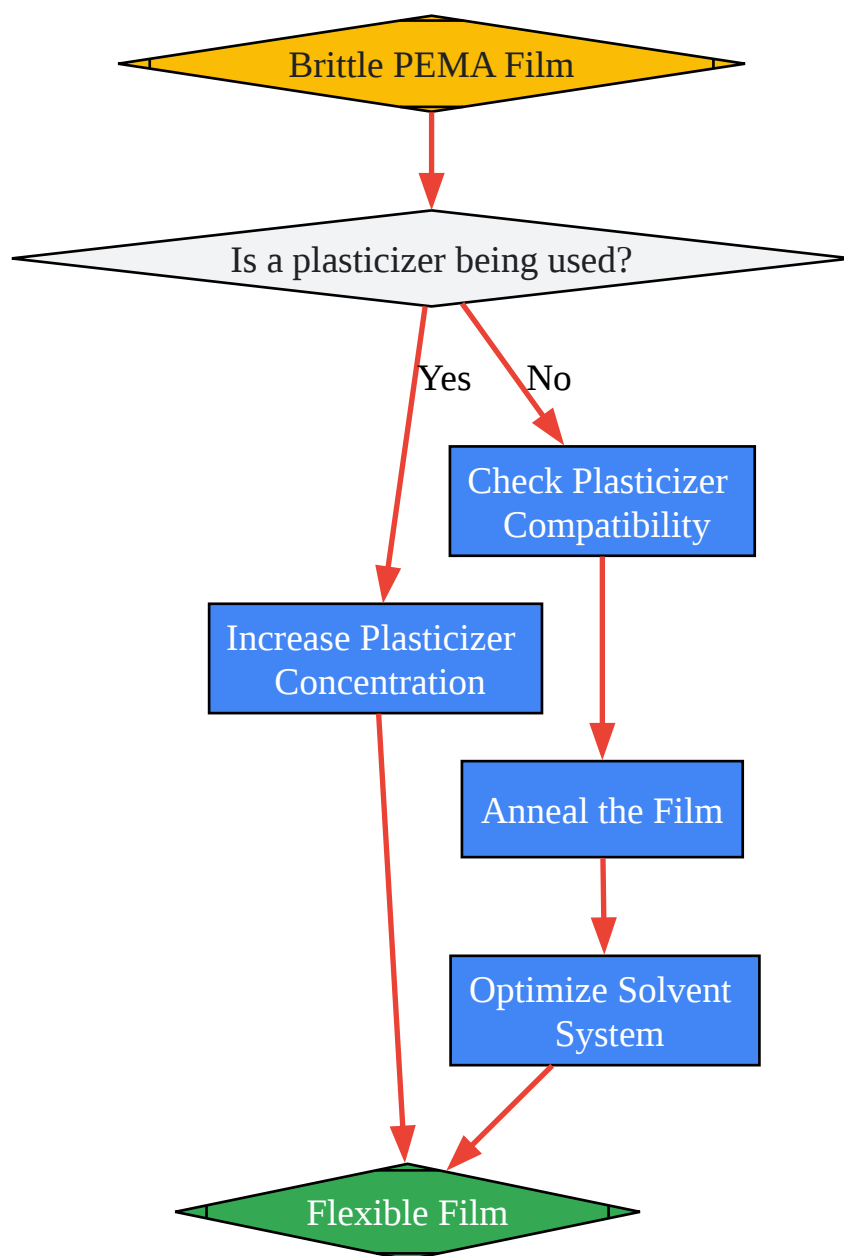 Brittle PEMA Film
Is a plasticizer being used?
Yes
No
Check Plasticizer
Compatibility
Increase Plasticizer
Concentration
Anneal the Film
Optimize Solvent
System
Flexible Film